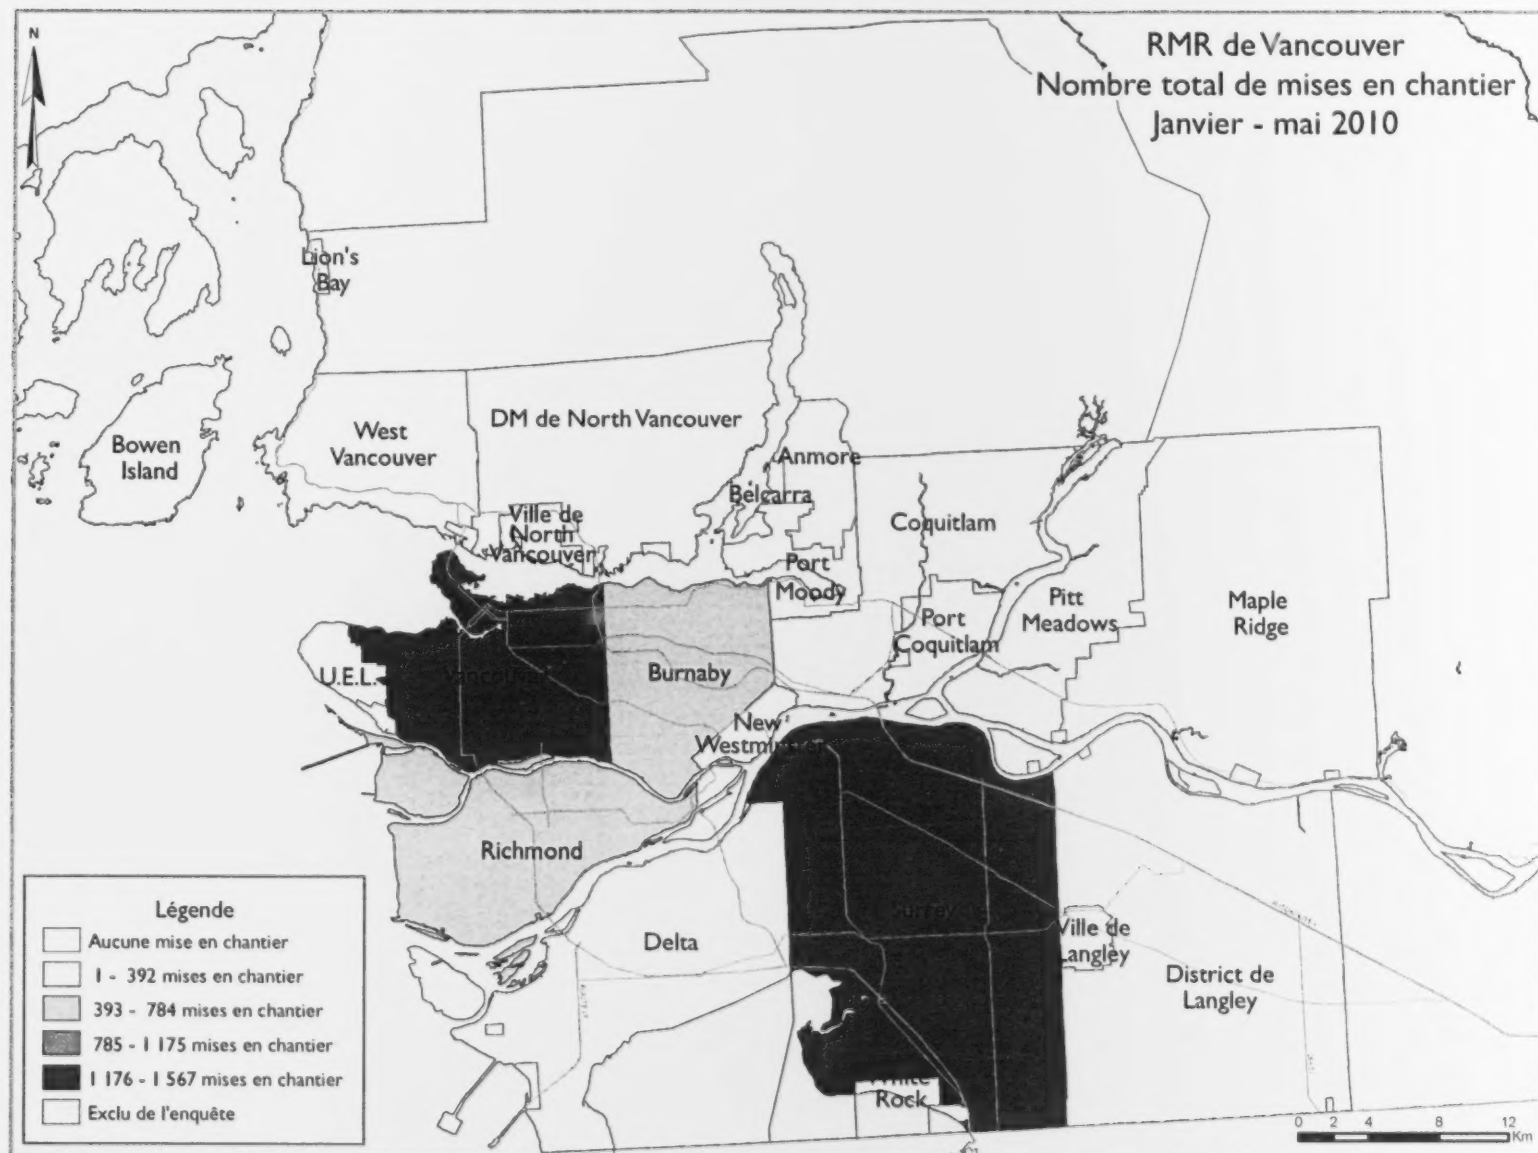 N
RMR de Vancouver
Nombre total de mises en chantier
Janvier - mai 2010
Lion's
Bay
DM de North Vancouver
West
Vancouver
Bowen
Island
Anmore
Belcarra
Ville de
North
Vancouver
Coquitlam
Port
Moody
Pitt
Meadows
Maple
Ridge
Port
Coquitlam
U.E.L.
Vancouver
Burnaby
New
Westminster
Richmond
Surrey
Delta
Ville de
Langley
District de
Langley
White
Rock
Légende
Aucune mise en chantier
1 - 392 mises en chantier
393 - 784 mises en chantier
785 - 1 175 mises en chantier
1 176 - 1 567 mises en chantier
Exclu de l'enquête
0 2 4 8 12
Km